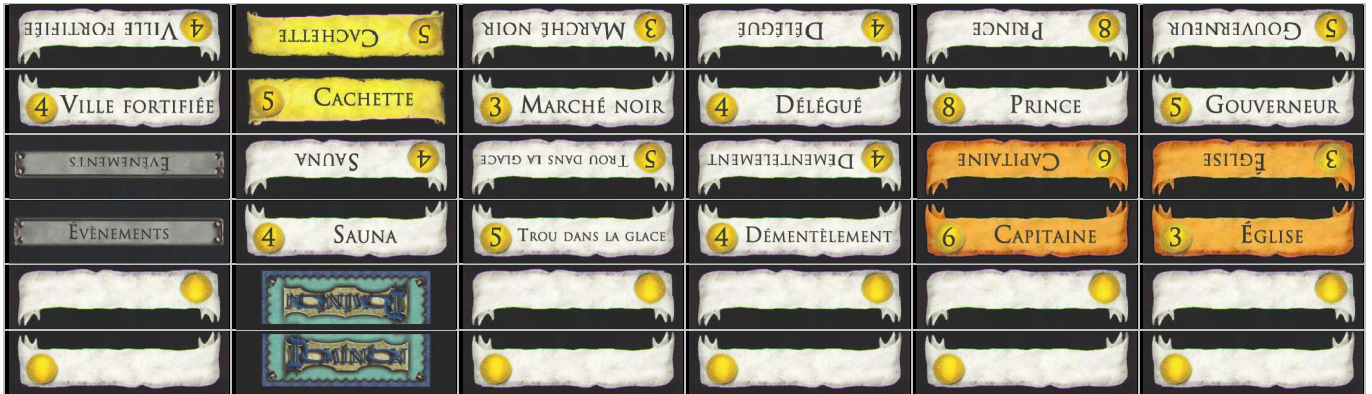 4 Ville fortifiée
5 Cachette
3 Marché noir
4 Délégué
8 Prince
5 Gouverneur
4 Ville fortifiée
5 Cachette
3 Marché noir
4 Délégué
8 Prince
5 Gouverneur
Évènements
4 Sauna
5 Trou dans la glace
4 Démentèlement
6 Capitaine
3 Église
Évènements
4 Sauna
5 Trou dans la glace
4 Démentèlement
6 Capitaine
3 Église
Dominion
Dominion